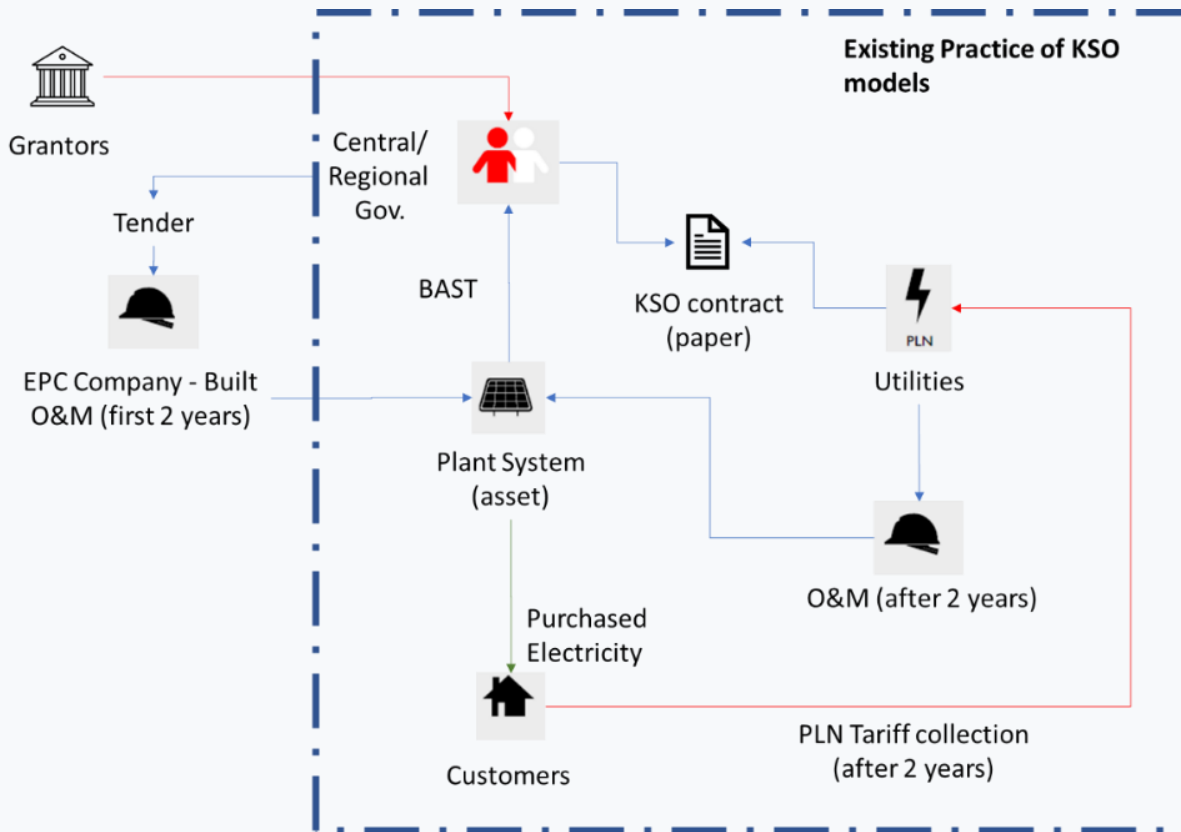 Existing Practice of KSO
models
Grantors
Central/
Regional
Gov.
Tender
BAST
KSO contract
(paper)
PLN
Utilities
EPC Company - Built
O&M (first 2 years)
Plant System
(asset)
O&M (after 2 years)
Purchased
Electricity
PLN Tariff collection
(after 2 years)
Customers